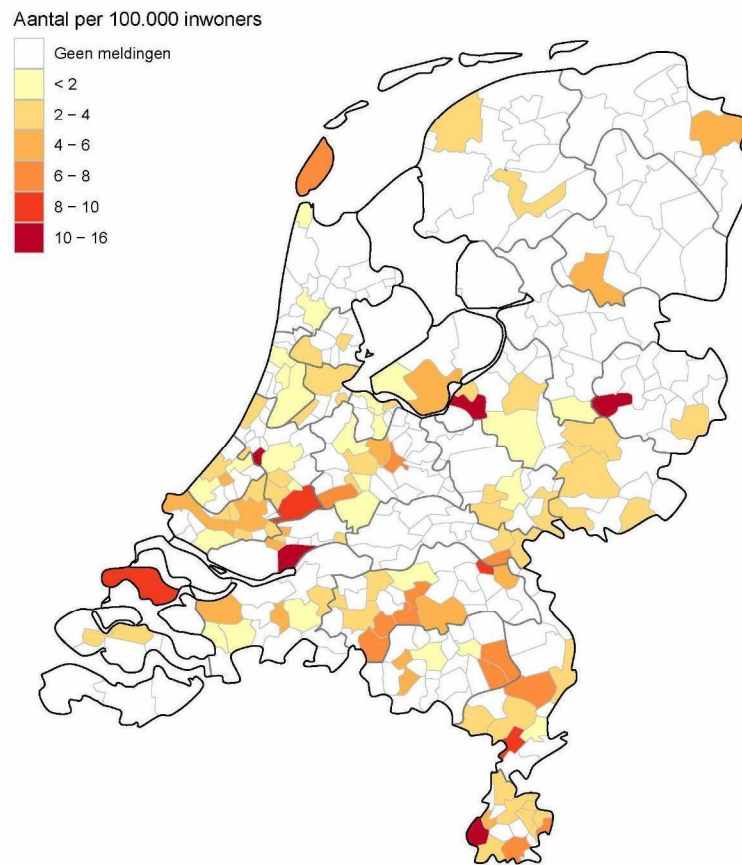 Aantal per 100.000 inwoners
Geen meldingen
< 2
2 – 4
4 – 6
6 – 8
8 – 10
10 – 16